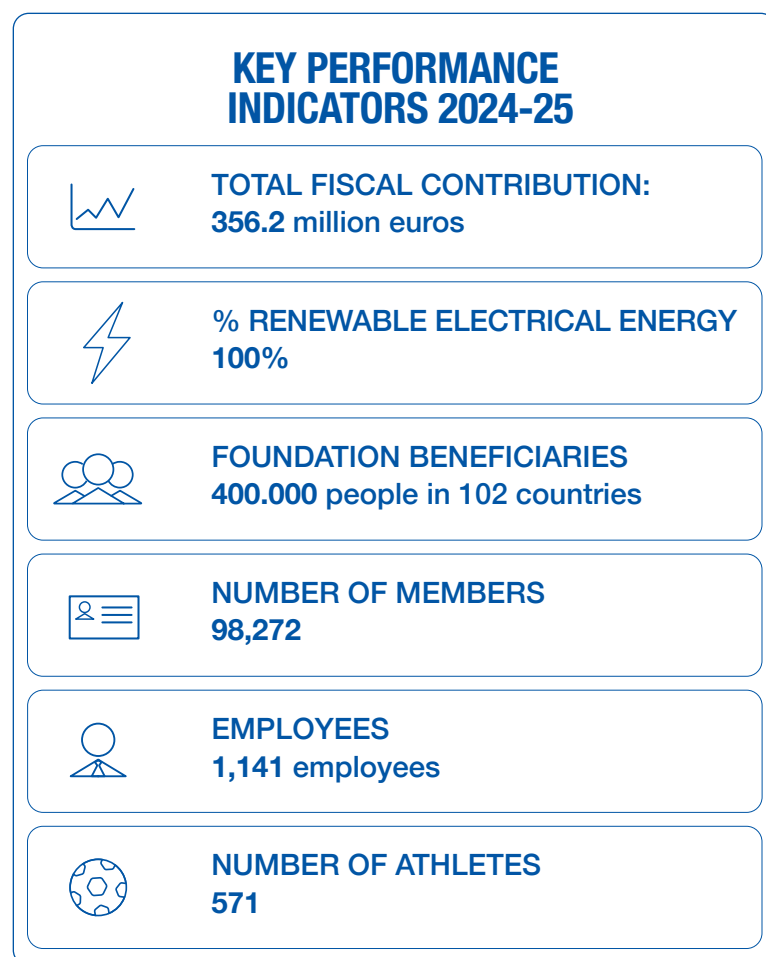 KEY PERFORMANCE
INDICATORS 2024-25
TOTAL FISCAL CONTRIBUTION:
356.2 million euros
% RENEWABLE ELECTRICAL ENERGY
100%
FOUNDATION BENEFICIARIES
400.000 people in 102 countries
NUMBER OF MEMBERS
98,272
EMPLOYEES
1,141 employees
NUMBER OF ATHLETES
571